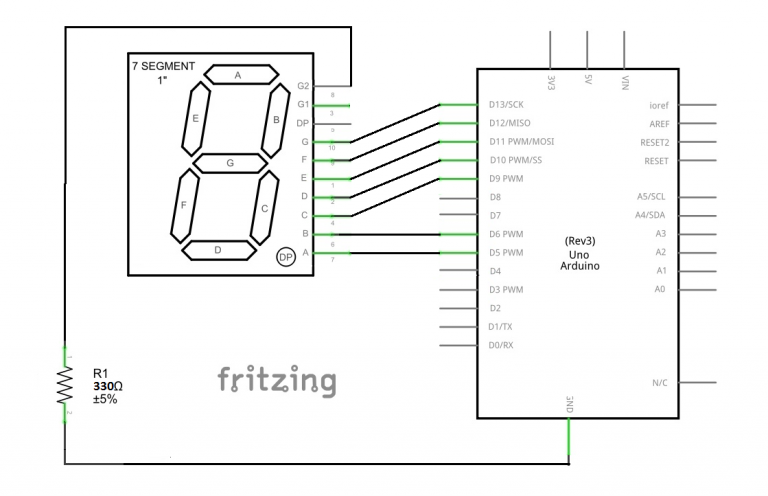 7 SEGMENT
1"
A
E
B
G
F
C
D
DP
G2
G1
DP
G
F
E
D
C
B
A
8
3
9
10
1
2
4
6
7
3V3
5V
VIN
D13/SCK
D12/MISO
D11 PWM/MOSI
D10 PWM/SS
D9 PWM
D8
D7
D6 PWM
D5 PWM
D4
D3 PWM
D2
D1/TX
D0/RX
ioref
AREF
RESET2
RESET
A5/SCL
A4/SDA
A3
A2
A1
A0
N/C
(Rev3)
Uno
Arduino
GND
1
R1
330Ω
±5%
2
fritzing